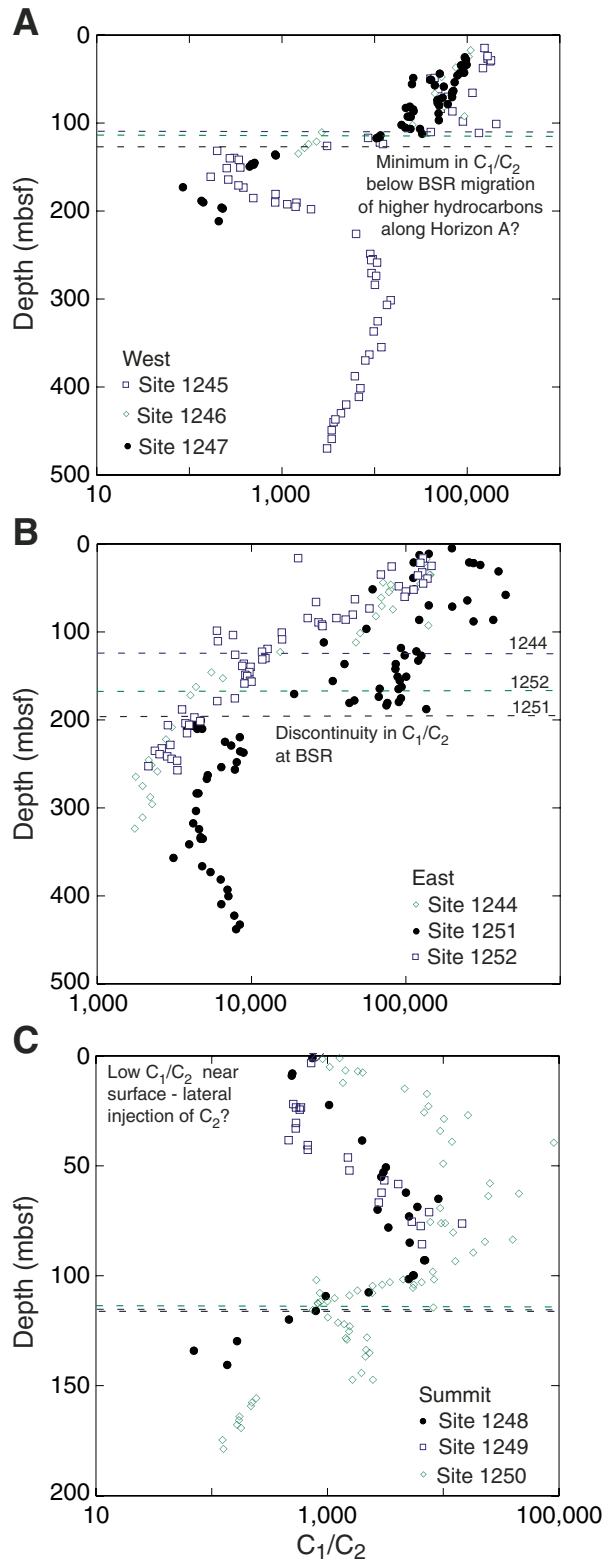 A
0
100
200
300
400
500
Depth (mbsf)
Minimum in C₁/C₂
below BSR migration
of higher hydrocarbons
along Horizon A?
West
Site 1245
Site 1246
Site 1247
10
1,000
100,000
B
0
100
200
300
400
500
Depth (mbsf)
1244
1252
1251
Discontinuity in C₁/C₂
at BSR
East
Site 1244
Site 1251
Site 1252
1,000
10,000
100,000
C
0
50
100
150
200
Depth (mbsf)
Low C₁/C₂ near
surface - lateral
injection of C₂?
Summit
Site 1248
Site 1249
Site 1250
10
1,000
100,000
C₁/C₂